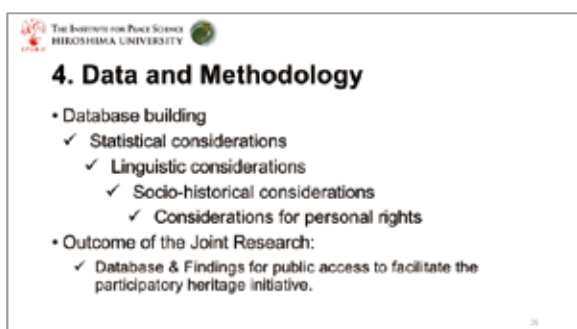 THE INSTITUTE FOR PEACE SCIENCE
HIROSHIMA UNIVERSITY
4. Data and Methodology
• Database building
✓ Statistical considerations
✓ Linguistic considerations
✓ Socio-historical considerations
✓ Considerations for personal rights
• Outcome of the Joint Research:
✓ Database & Findings for public access to facilitate the
participatory heritage initiative.